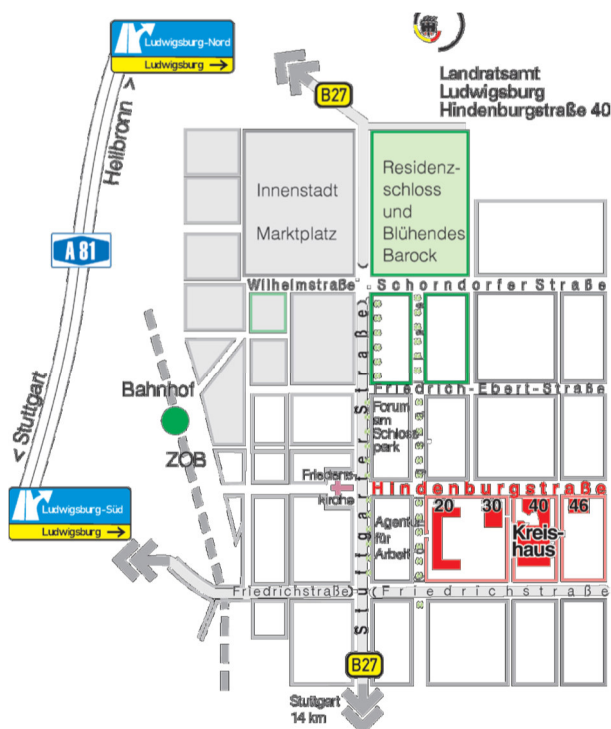 Ludwigsburg-Nord
Ludwigsburg →
B27
Landratsamt
Ludwigsburg
Hindenburgstraße 40
Heilbronn >
Innenstadt
Marktplatz
Residenz-
schloss
und
Blühendes
Barock
A 81
Wilhelmstraße
Schorndorfer Straße
Stuttgarter Straße
Bahnhof
Friedrich-Ebert-Straße
< Stuttgart
ZOB
Forum
am
Schloss-
park
Friedens-
kirche
Hindenburgstraße
Ludwigsburg-Süd
Ludwigsburg →
Agentur
für
Arbeit
20 30 40 46
Kreis-
haus
Friedrichstraße
Friedrichstraße
B27
Stuttgart
14 km